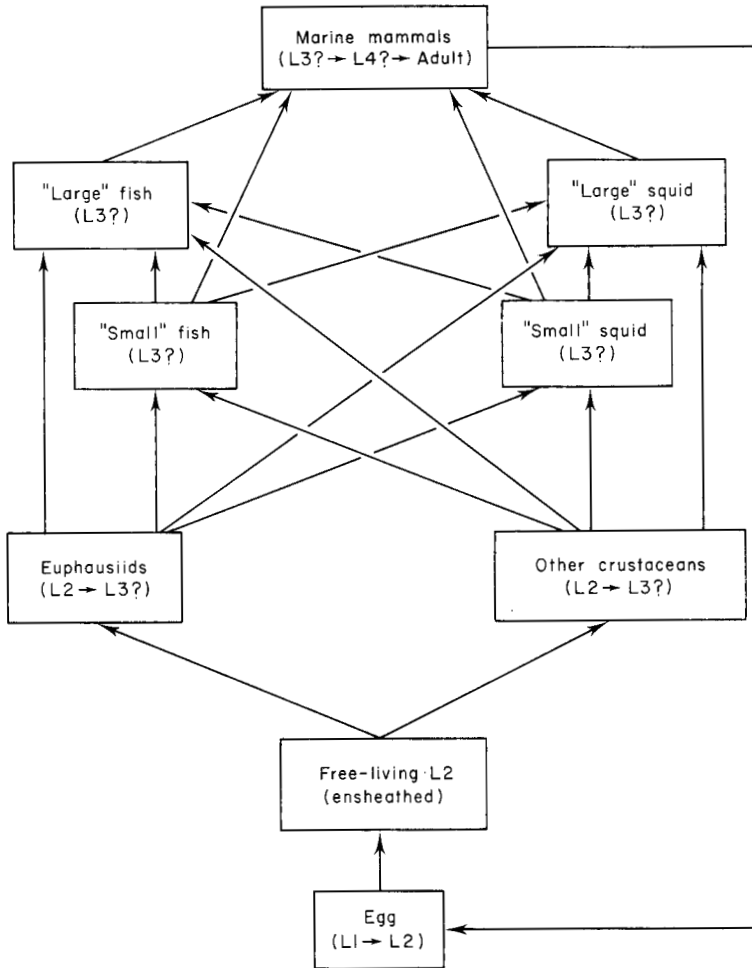 Marine mammals
(L3?→ L4?→ Adult)
"Large" fish
(L3?)
"Large" squid
(L3?)
"Small" fish
(L3?)
"Small" squid
(L3?)
Euphausiids
(L2→ L3?)
Other crustaceans
(L2→ L3?)
Free-living L2
(ensheathed)
Egg
(L1→ L2)